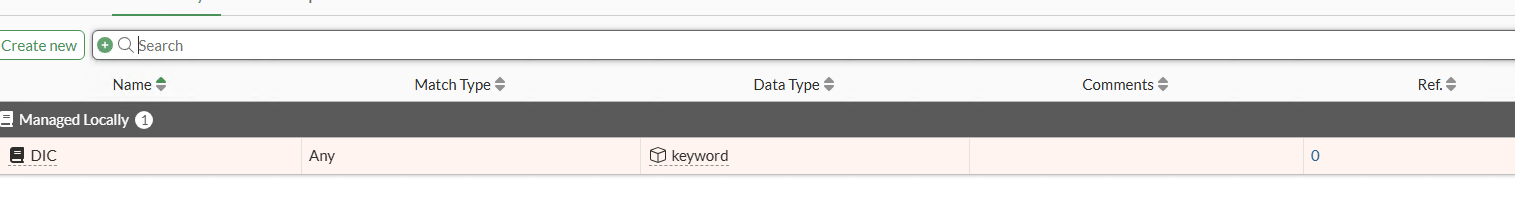 Create new
Search
Name Match Type Data Type Comments Ref.
Managed Locally 1
DIC Any keyword 0